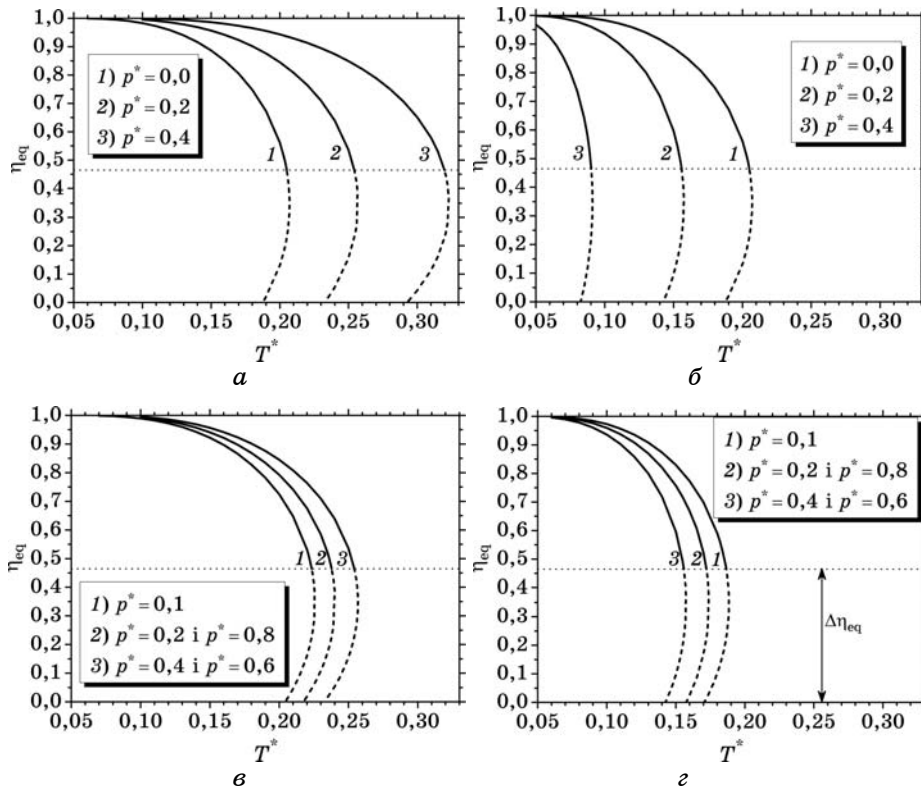 1,0
0,9
0,8
0,7
0,6
0,5
0,4
0,3
0,2
0,1
0,0
η_eq
1) p* = 0,0
2) p* = 0,2
3) p* = 0,4
1 2 3
0,05 0,10 0,15 0,20 0,25 0,30
T*
а
1,0
0,9
0,8
0,7
0,6
0,5
0,4
0,3
0,2
0,1
0,0
η_eq
1) p* = 0,0
2) p* = 0,2
3) p* = 0,4
3 2 1
0,05 0,10 0,15 0,20 0,25 0,30
T*
б
1,0
0,9
0,8
0,7
0,6
0,5
0,4
0,3
0,2
0,1
0,0
η_eq
1 2 3
1) p* = 0,1
2) p* = 0,2 і p* = 0,8
3) p* = 0,4 і p* = 0,6
0,05 0,10 0,15 0,20 0,25 0,30
T*
в
1,0
0,9
0,8
0,7
0,6
0,5
0,4
0,3
0,2
0,1
0,0
η_eq
1) p* = 0,1
2) p* = 0,2 і p* = 0,8
3) p* = 0,4 і p* = 0,6
3 2 1
Δη_eq
0,05 0,10 0,15 0,20 0,25 0,30
T*
г